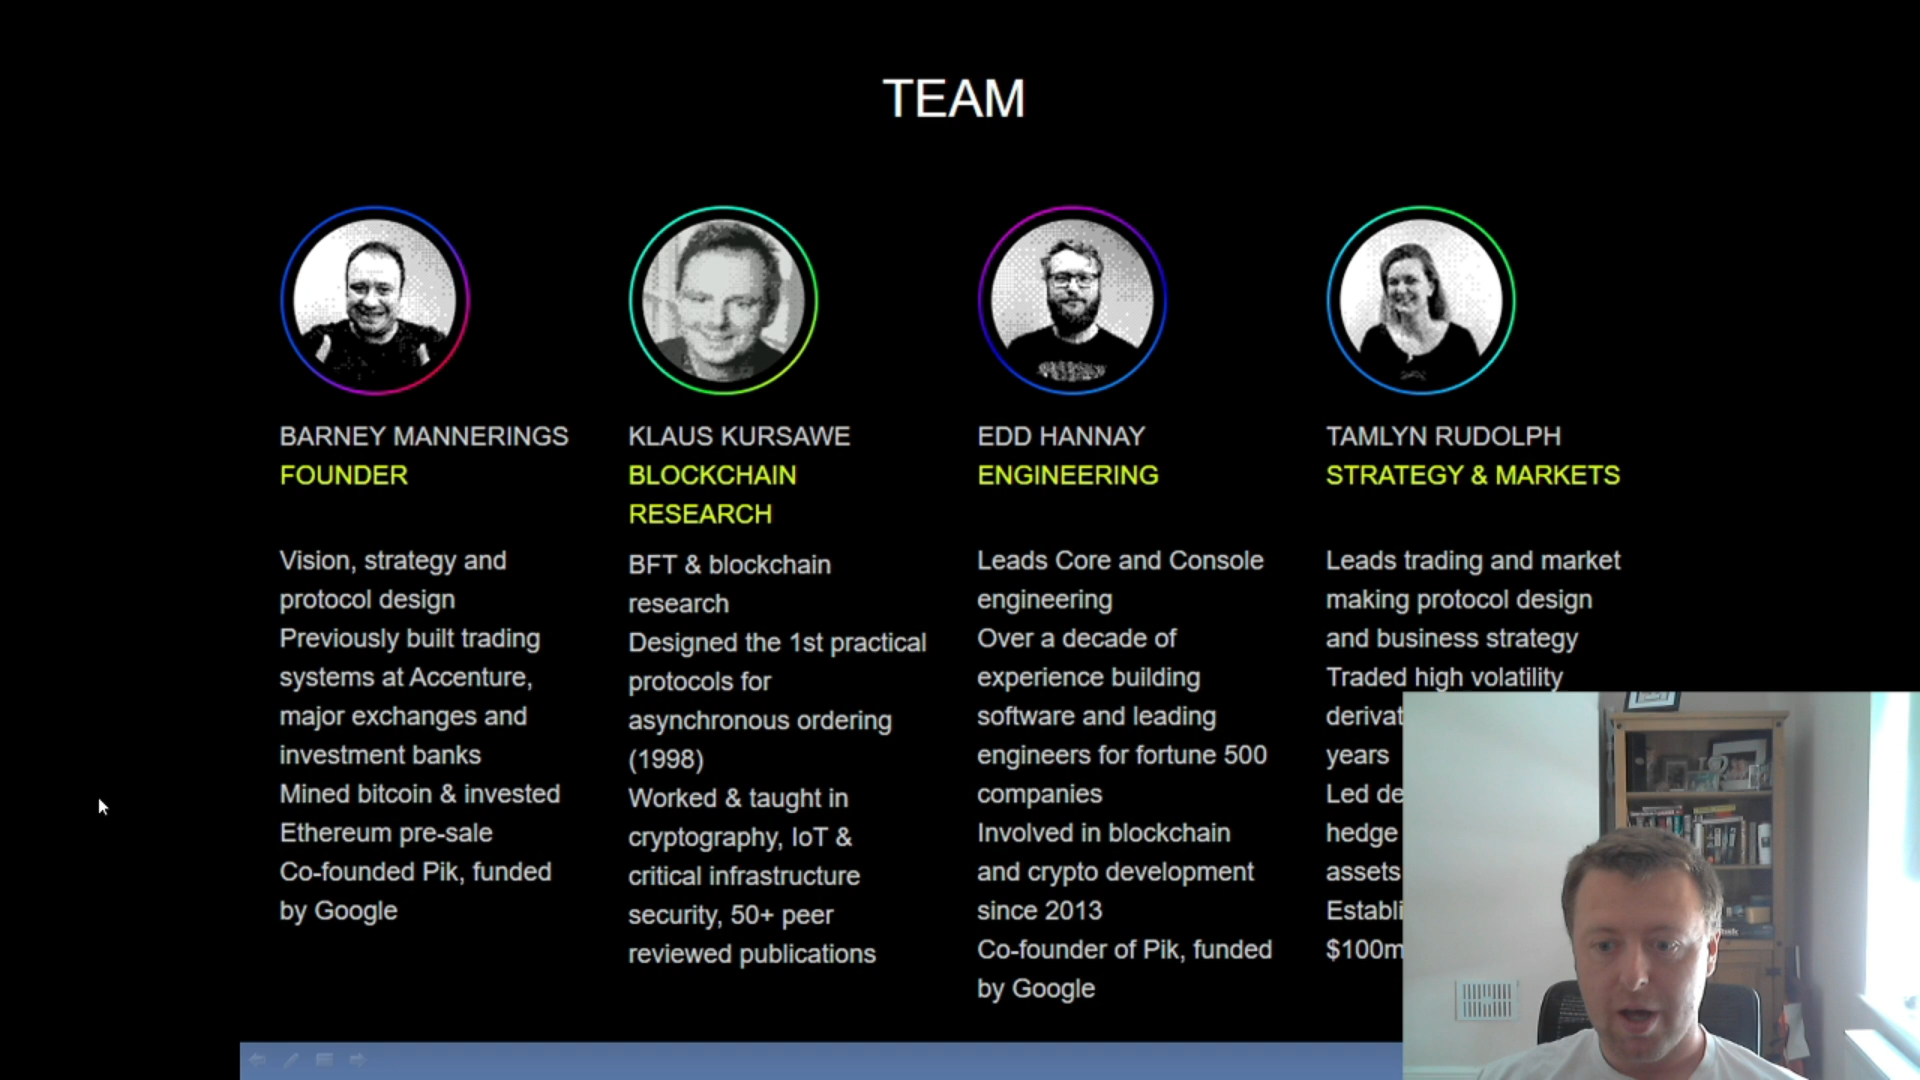 TEAM
BARNEY MANNERINGS
FOUNDER
Vision, strategy and
protocol design
Previously built trading
systems at Accenture,
major exchanges and
investment banks
Mined bitcoin & invested
Ethereum pre-sale
Co-founded Pik, funded
by Google
KLAUS KURSAWE
BLOCKCHAIN
RESEARCH
BFT & blockchain
research
Designed the 1st practical
protocols for
asynchronous ordering
(1998)
Worked & taught in
cryptography, IoT &
critical infrastructure
security, 50+ peer
reviewed publications
EDD HANNAY
ENGINEERING
Leads Core and Console
engineering
Over a decade of
experience building
software and leading
engineers for fortune 500
companies
Involved in blockchain
and crypto development
since 2013
Co-founder of Pik, funded
by Google
TAMLYN RUDOLPH
STRATEGY & MARKETS
Leads trading and market
making protocol design
and business strategy
Traded high volatility
derivat
years
Led de
hedge
assets
Establi
$100m